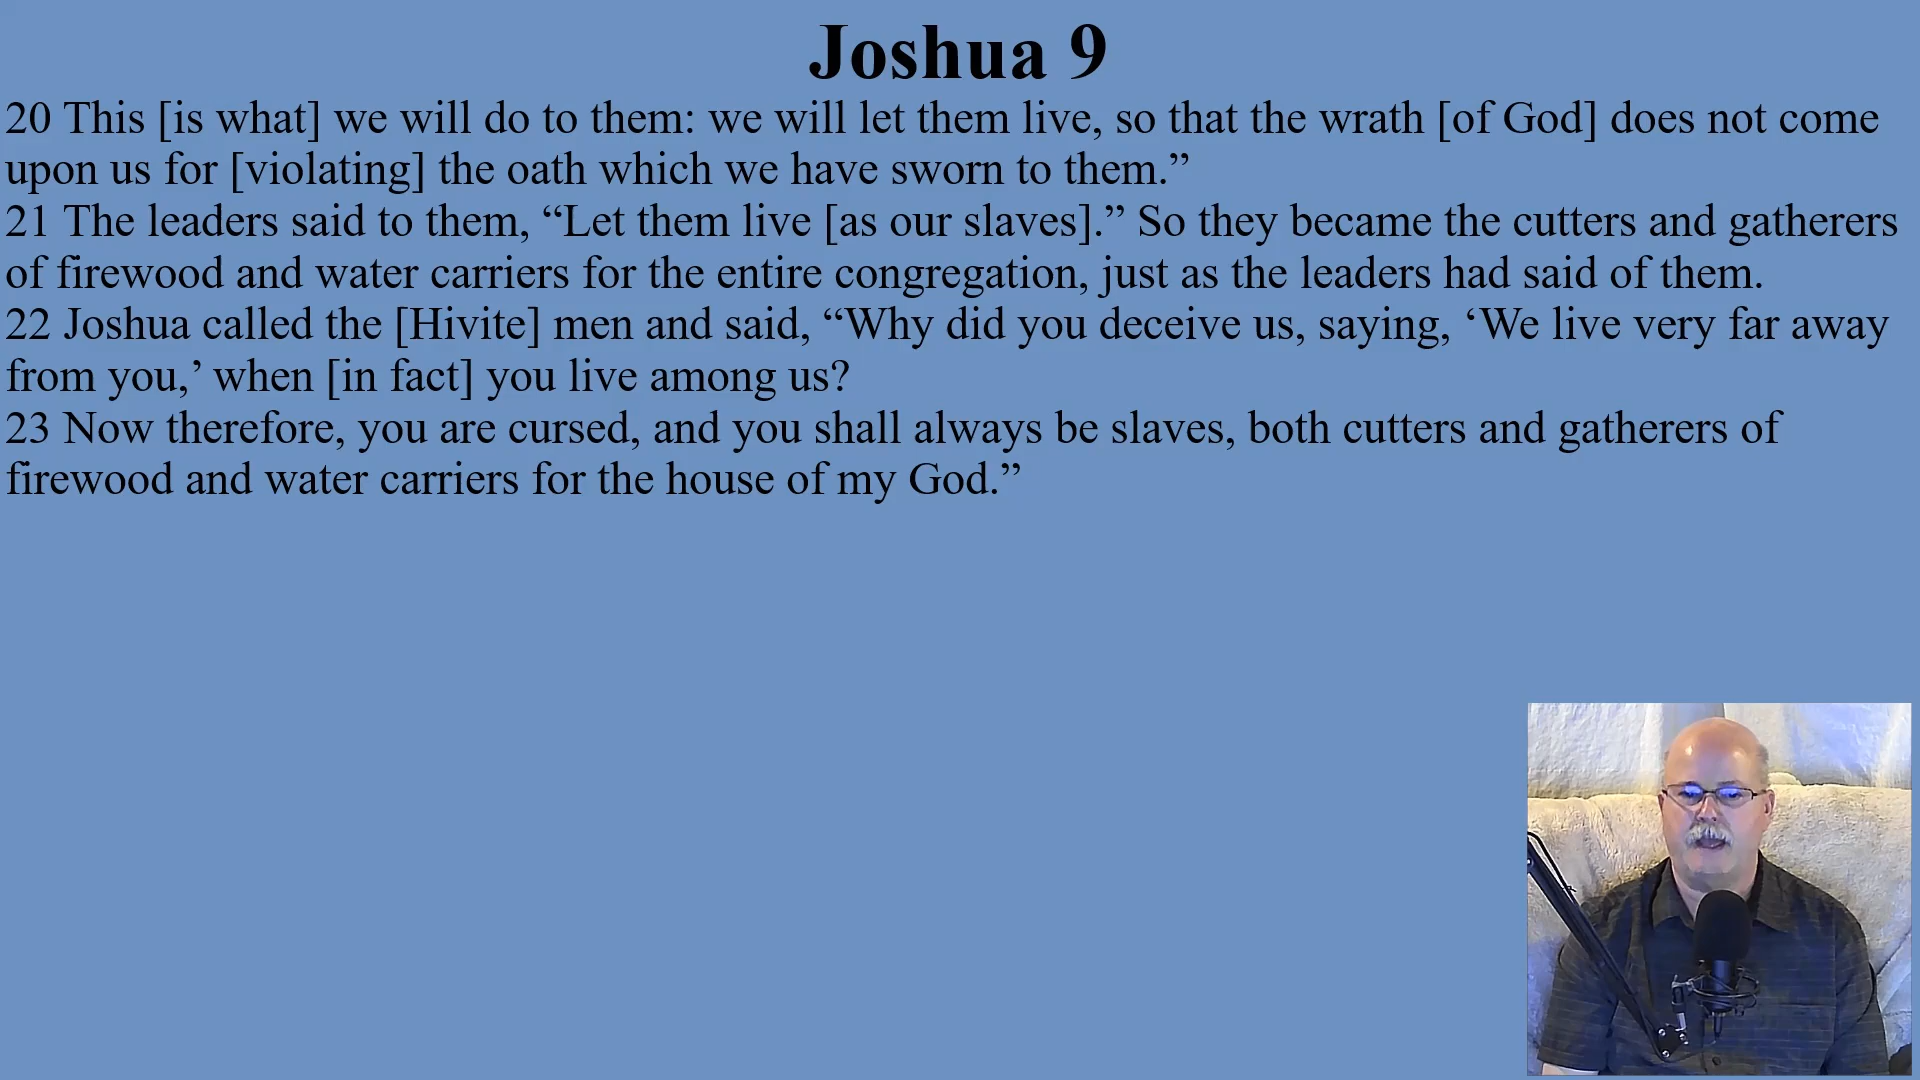 Joshua 9
20 This [is what] we will do to them: we will let them live, so that the wrath [of God] does not come
upon us for [violating] the oath which we have sworn to them.”
21 The leaders said to them, “Let them live [as our slaves].” So they became the cutters and gatherers
of firewood and water carriers for the entire congregation, just as the leaders had said of them.
22 Joshua called the [Hivite] men and said, “Why did you deceive us, saying, ‘We live very far away
from you,’ when [in fact] you live among us?
23 Now therefore, you are cursed, and you shall always be slaves, both cutters and gatherers of
firewood and water carriers for the house of my God.”